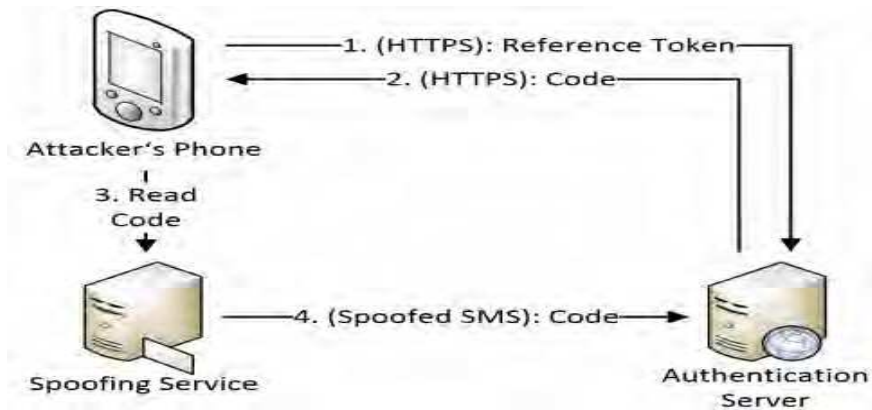 1. (HTTPS): Reference Token
2. (HTTPS): Code
Attacker's Phone
3. Read
Code
4. (Spoofed SMS): Code
Spoofing Service
Authentication
Server